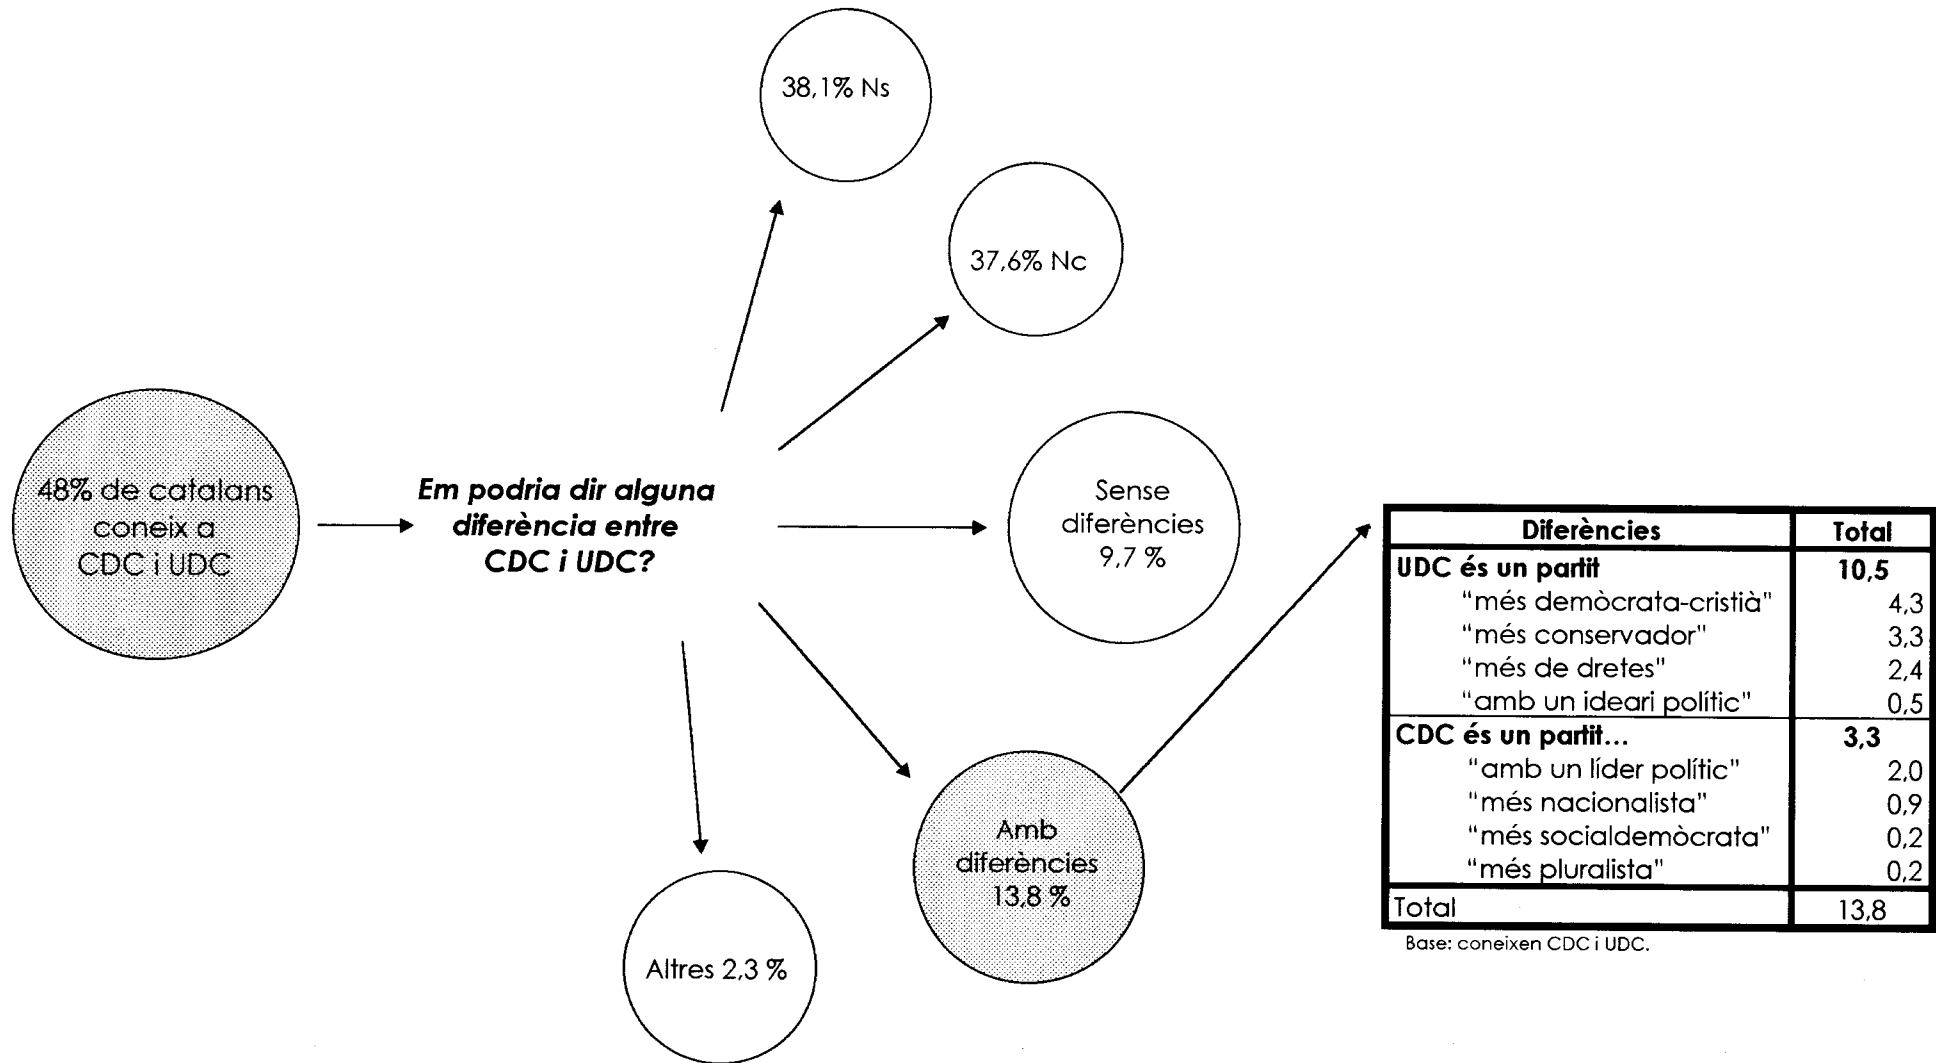 38,1% Ns
37,6% Nc
48% de catalans
coneix a
CDC i UDC
Em podria dir alguna
diferència entre
CDC i UDC?
Sense
diferències
9,7 %
Amb
diferències
13,8 %
Altres 2,3 %
Diferències Total
UDC és un partit 10,5
"més demòcrata-cristià" 4,3
"més conservador" 3,3
"més de dretes" 2,4
"amb un ideari polític" 0,5
CDC és un partit... 3,3
"amb un líder polític" 2,0
"més nacionalista" 0,9
"més socialdemòcrata" 0,2
"més pluralista" 0,2
Total 13,8
Base: coneixen CDC i UDC.